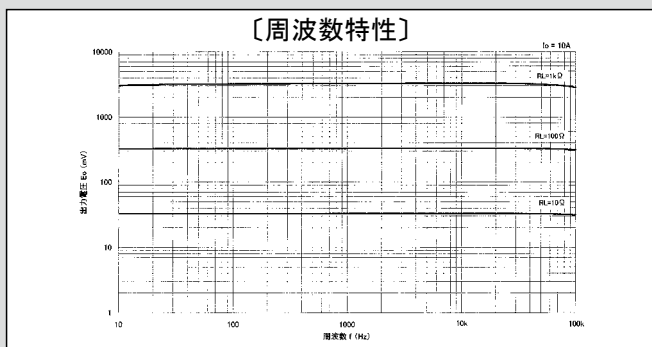 〔周波数特性〕
Io = 10A
10000
1000
100
10
1
出力電圧 Eo (mV)
RL=1kΩ
RL=100Ω
RL=10Ω
10 100 1000 10k 100k
周波数 f (Hz)